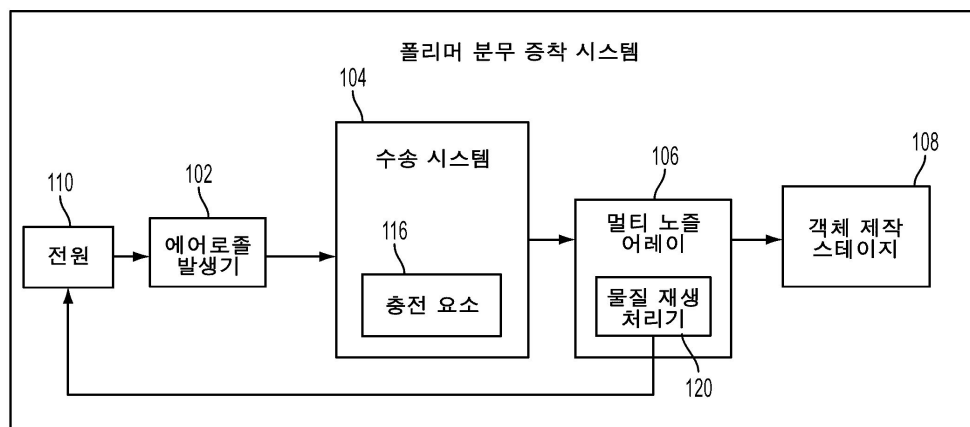 폴리머 분무 증착 시스템
104
수송 시스템
106
108
110
102
멀티 노즐
어레이
객체 제작
스테이지
에어로졸
발생기
전원
116
충전 요소
물질 재생
처리기
120